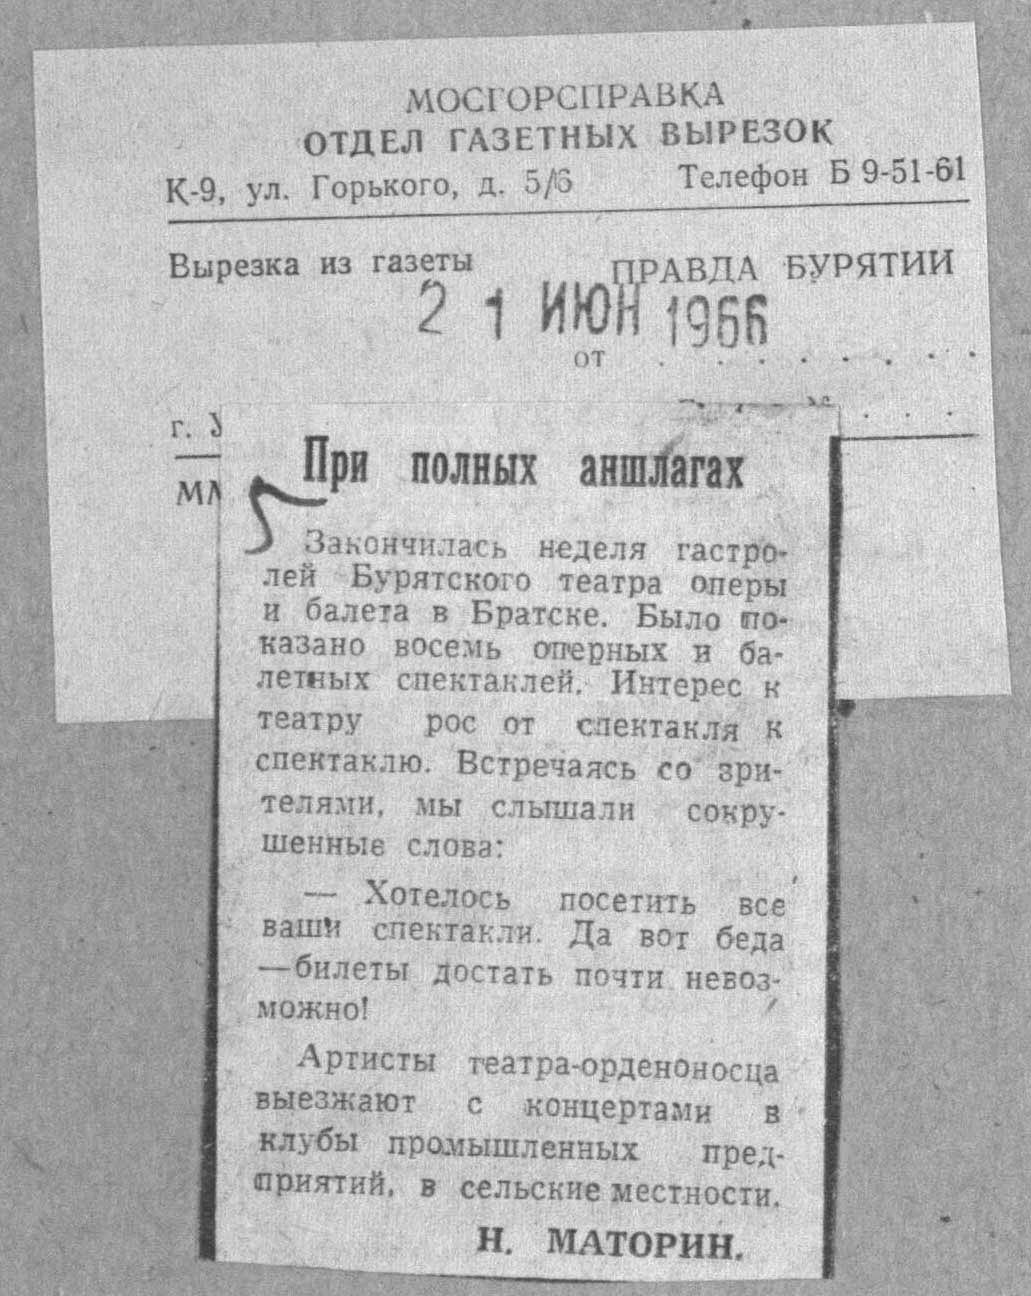 МОСГОРСПРАВКА
ОТДЕЛ ГАЗЕТНЫХ ВЫРЕЗОК
К-9, ул. Горького, д. 5/6 Телефон Б 9-51-61
Вырезка из газеты ПРАВДА БУРЯТИИ
21 ИЮН 1966
от . . . . . . . .
г. У
При полных аншлагах
Закончилась неделя гастро-
лей Бурятского театра оперы
и балета в Братске. Было по-
казано восемь оперных и ба-
летных спектаклей. Интерес к
театру рос от спектакля к
спектаклю. Встречаясь со зри-
телями, мы слышали сокру-
шенные слова:
— Хотелось посетить все
ваши спектакли. Да вот беда
—билеты достать почти невоз-
можно!
Артисты театра-орденоносца
выезжают с концертами в
клубы промышленных пред-
приятий, в сельские местности.
Н. МАТОРИН.